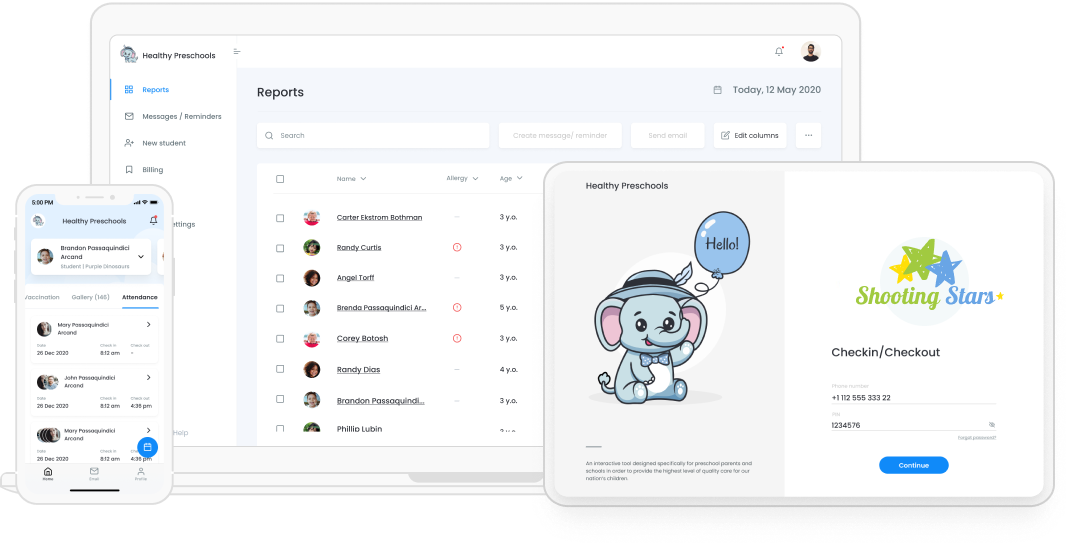 Healthy Preschools
Reports
Messages / Reminders
New student
Billing
ettings
Help
Reports
Today, 12 May 2020
Search
Create message/ reminder
Send email
Edit columns
Name
Allergy
Age
Carter Ekstrom Bothman
3 y.o.
Randy Curtis
3 y.o.
Angel Torff
3 y.o.
Brenda Passaquindici Ar...
5 y.o.
Corey Botosh
3 y.o.
Randy Dias
4 y.o.
Brandon Passaquindi...
3 y.o.
Phillip Lubin
5:00 PM
Healthy Preschools
Brandon Passaquindici
Arcand
Student | Purple Dinosaurs
Vaccination
Gallery (146)
Attendance
Mary Passaquindici
Arcand
Date Check in Check out
26 Dec 2020 8:12 am -
John Passaquindici
Arcand
Date Check in Check out
26 Dec 2020 8:12 am 4:36 pm
Mary Passaquindici
Arcand
Date Check in Check out
26 Dec 2020 8:12 am 4:36 pm
Home
Email
Profile
Healthy Preschools
Hello!
An interactive tool designed specifically for preschool parents and
schools in order to provide the highest level of quality care for our
nation's children.
Shooting Stars
Checkin/Checkout
Phone number
+1 112 555 333 22
Title
1234576
Forgot password?
Continue